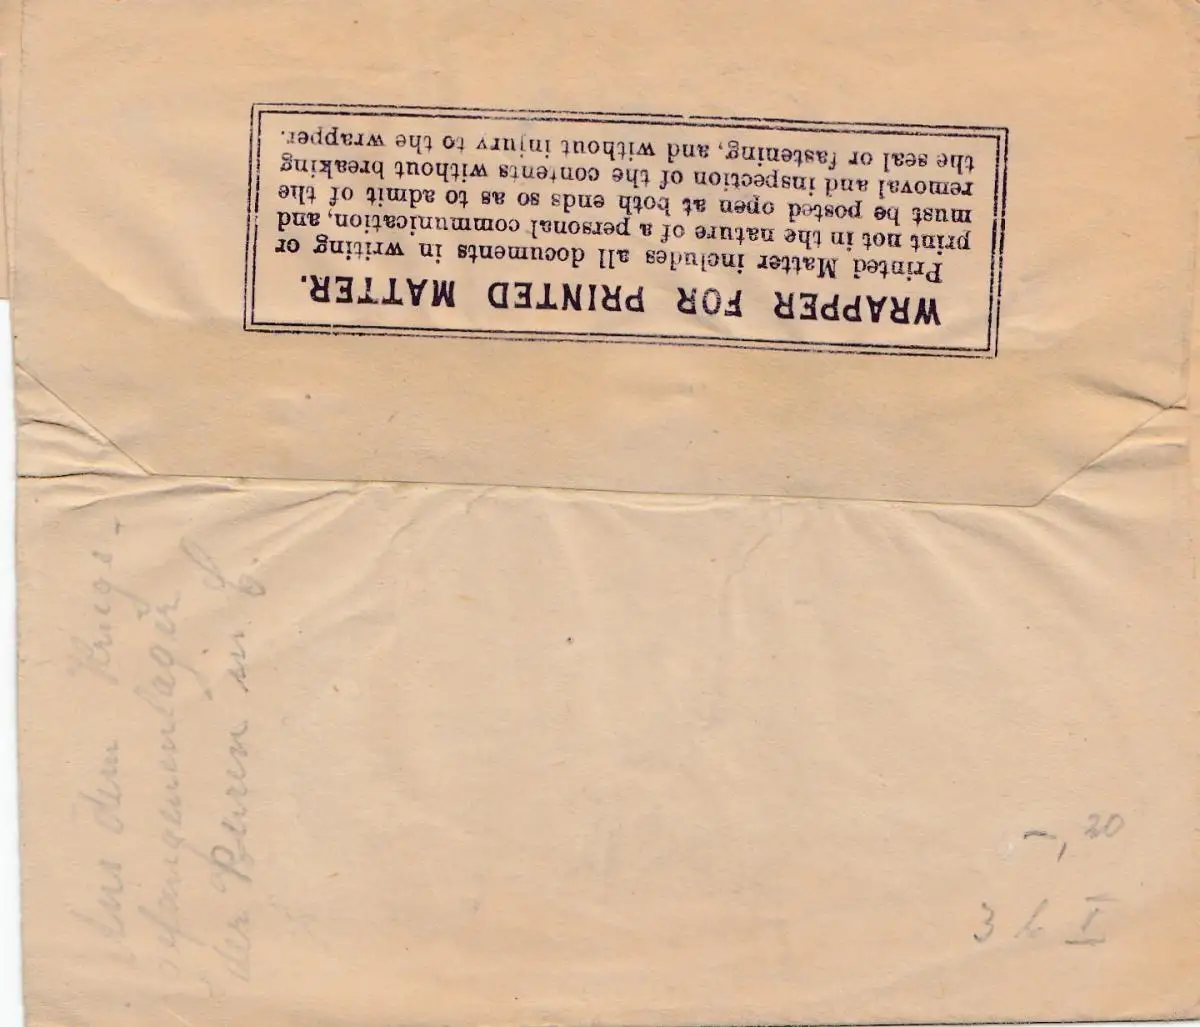 WRAPPER FOR PRINTED MATTER.
Printed Matter includes all documents in writing or
print not in the nature of a personal communication, and
must be posted open at both ends so as to admit of the
removal and inspection of the contents without breaking
the seal or fastening, and without injury to the wrapper.
Aus dem Kriegs-
gefangenenlager
der Buren in
-, 20
3 b I